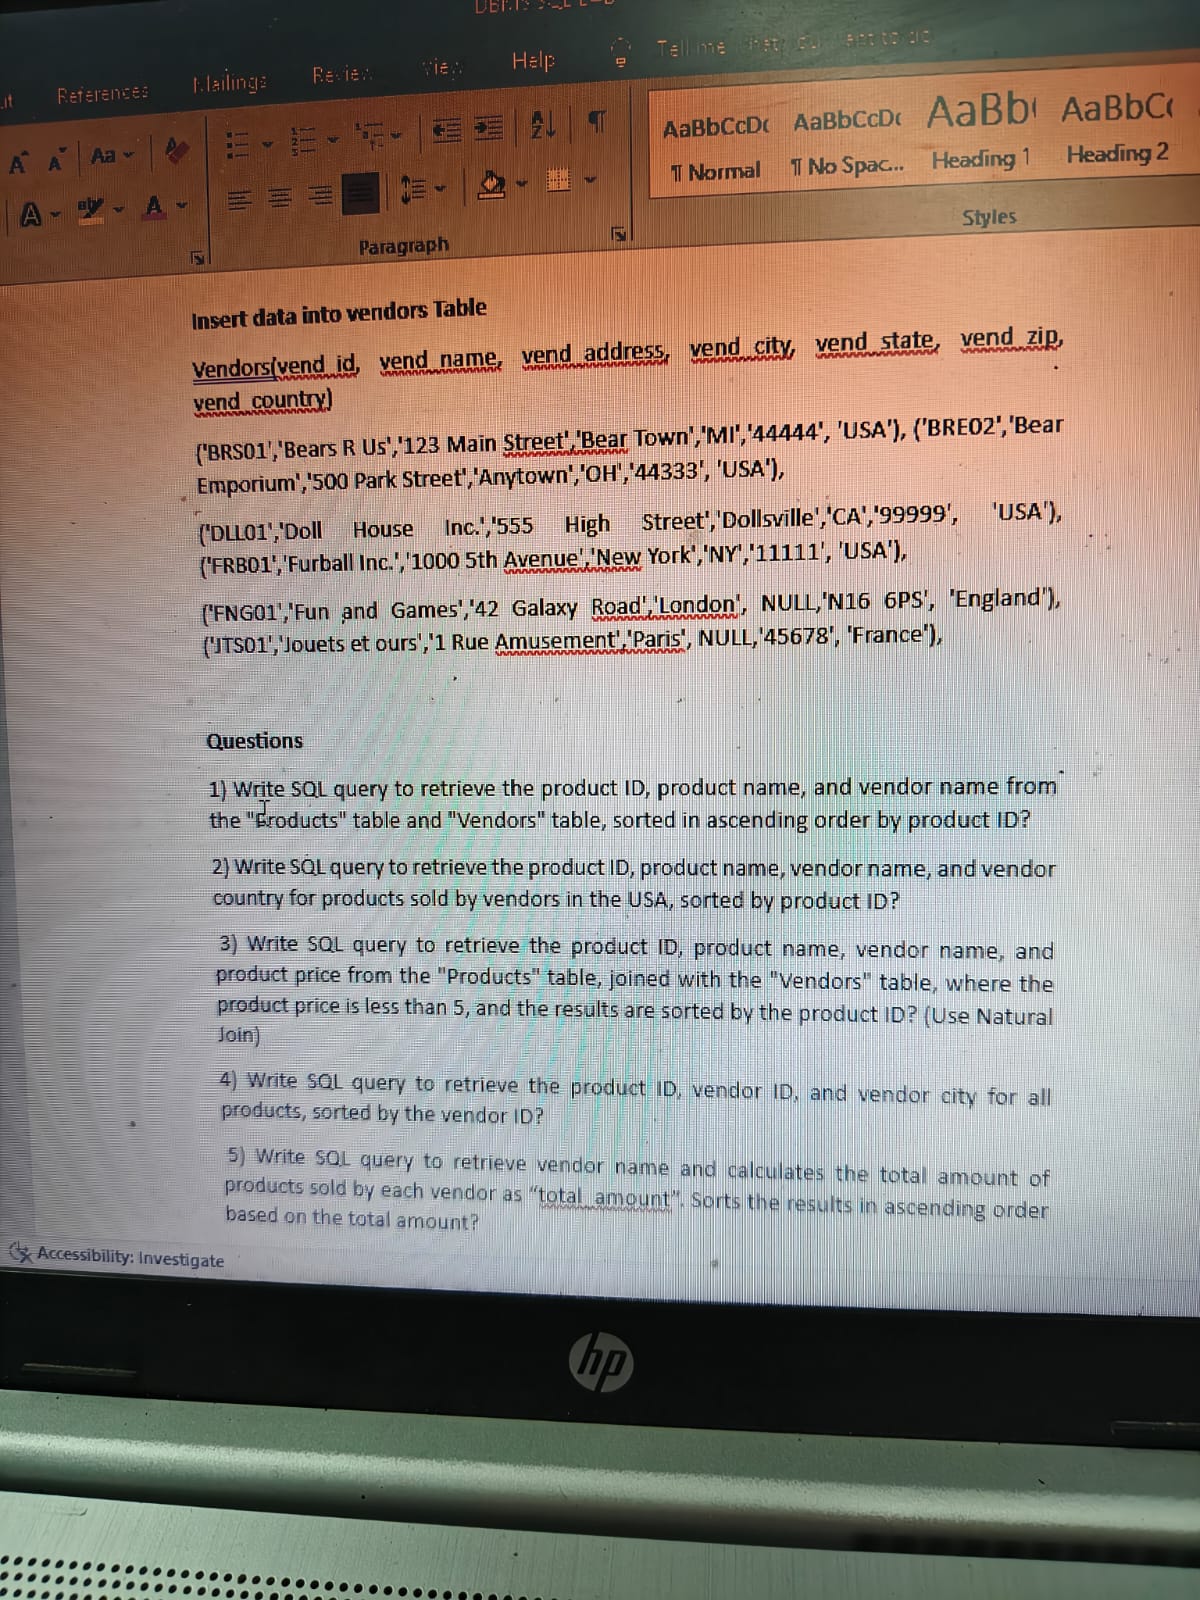 References Mailings Review View Help Tell me
Aa
AaBbCcDc AaBbCcDc AaBb AaBbC
¶ Normal ¶ No Spac... Heading 1 Heading 2
Paragraph
Styles
Insert data into vendors Table
Vendors(vend_id, vend_name, vend_address, vend_city, vend_state, vend_zip,
vend_country)
('BRS01','Bears R Us','123 Main Street','Bear Town','MI','44444', 'USA'), ('BRE02','Bear
Emporium','500 Park Street','Anytown','OH','44333', 'USA'),
('DLL01','Doll House Inc.','555 High Street','Dollsville','CA','99999', 'USA'),
('FRB01','Furball Inc.','1000 5th Avenue','New York','NY','11111', 'USA'),
('FNG01','Fun and Games','42 Galaxy Road','London', NULL,'N16 6PS', 'England'),
('JTS01','Jouets et ours','1 Rue Amusement','Paris', NULL,'45678', 'France'),
Questions
1) Write SQL query to retrieve the product ID, product name, and vendor name from
the "Products" table and "Vendors" table, sorted in ascending order by product ID?
2) Write SQL query to retrieve the product ID, product name, vendor name, and vendor
country for products sold by vendors in the USA, sorted by product ID?
3) Write SQL query to retrieve the product ID, product name, vendor name, and
product price from the "Products" table, joined with the "Vendors" table, where the
product price is less than 5, and the results are sorted by the product ID? (Use Natural
Join)
4) Write SQL query to retrieve the product ID, vendor ID, and vendor city for all
products, sorted by the vendor ID?
5) Write SQL query to retrieve vendor name and calculates the total amount of
products sold by each vendor as “total_amount”. Sorts the results in ascending order
based on the total amount?
Accessibility: Investigate
hp